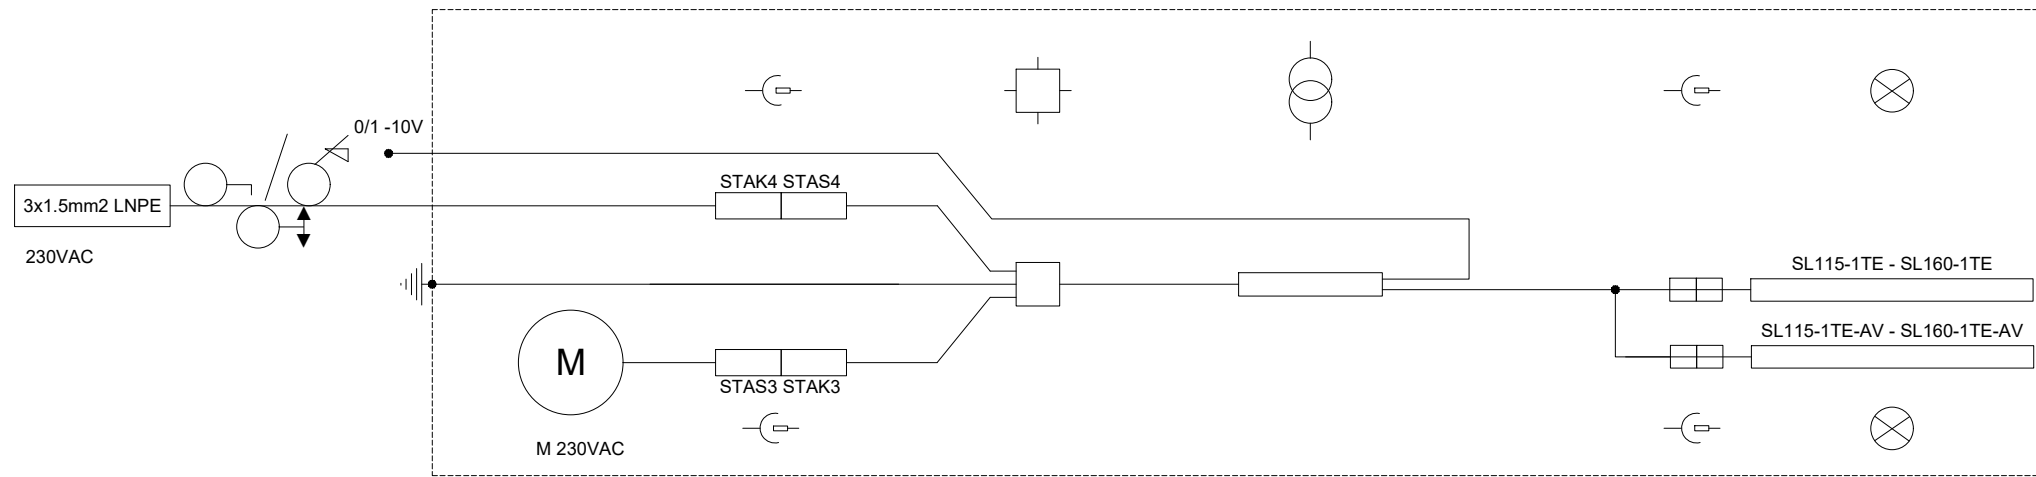 0/1 -10V
STAK4 STAS4
3x1.5mm2 LNPE
230VAC
SL115-1TE - SL160-1TE
SL115-1TE-AV - SL160-1TE-AV
M
STAS3 STAK3
M 230VAC